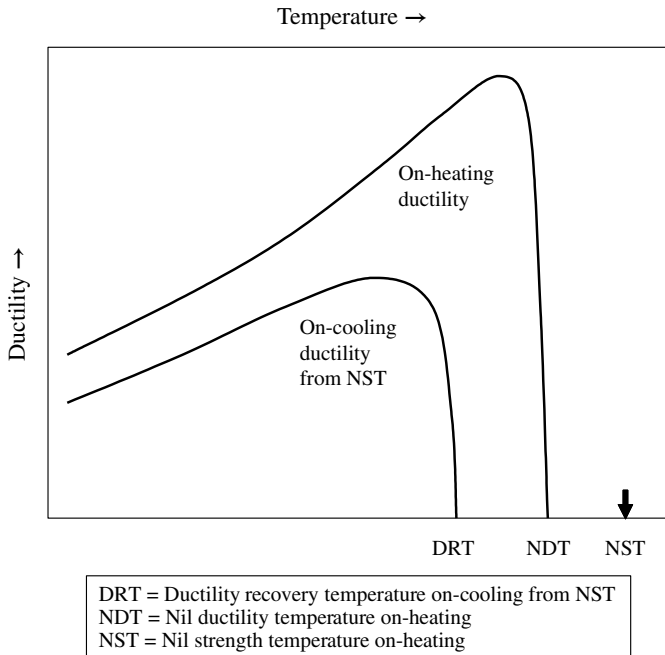 Temperature →
Ductility →
On-heating
ductility
On-cooling
ductility
from NST
DRT NDT NST
DRT = Ductility recovery temperature on-cooling from NST
NDT = Nil ductility temperature on-heating
NST = Nil strength temperature on-heating